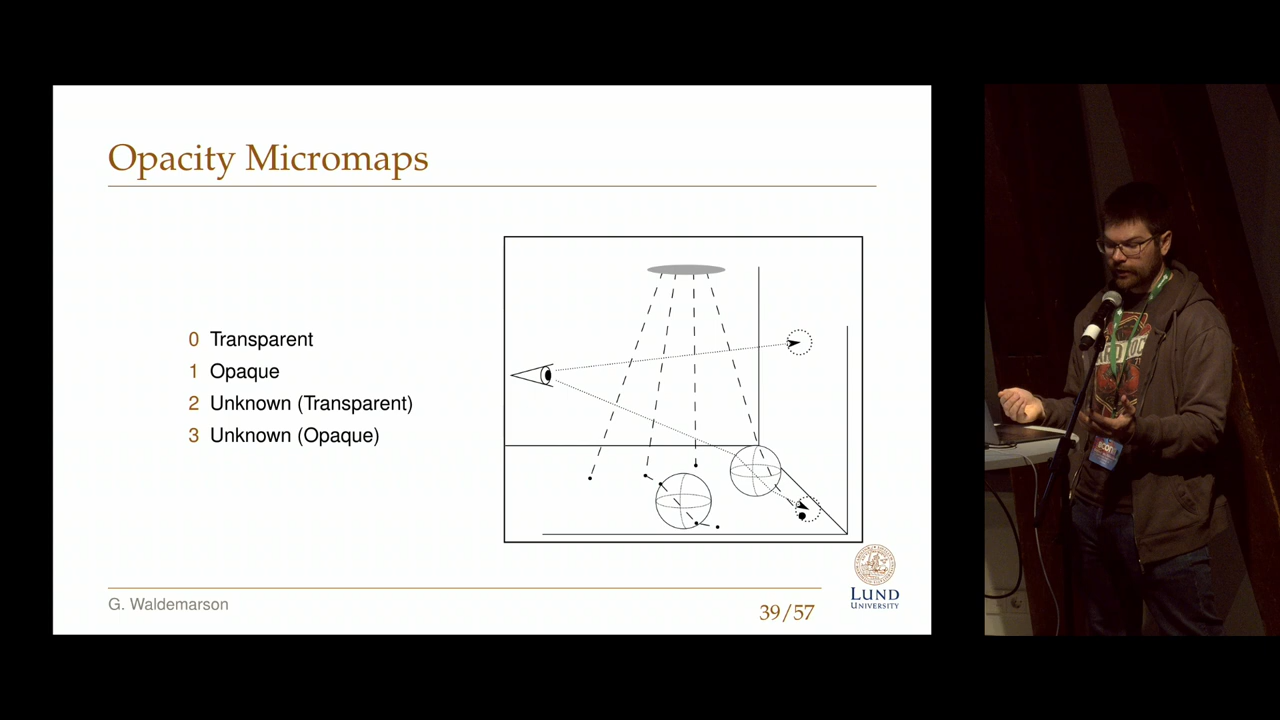 Opacity Micromaps
0 Transparent
1 Opaque
2 Unknown (Transparent)
3 Unknown (Opaque)
G. Waldemarson
39/57
LUND
UNIVERSITY